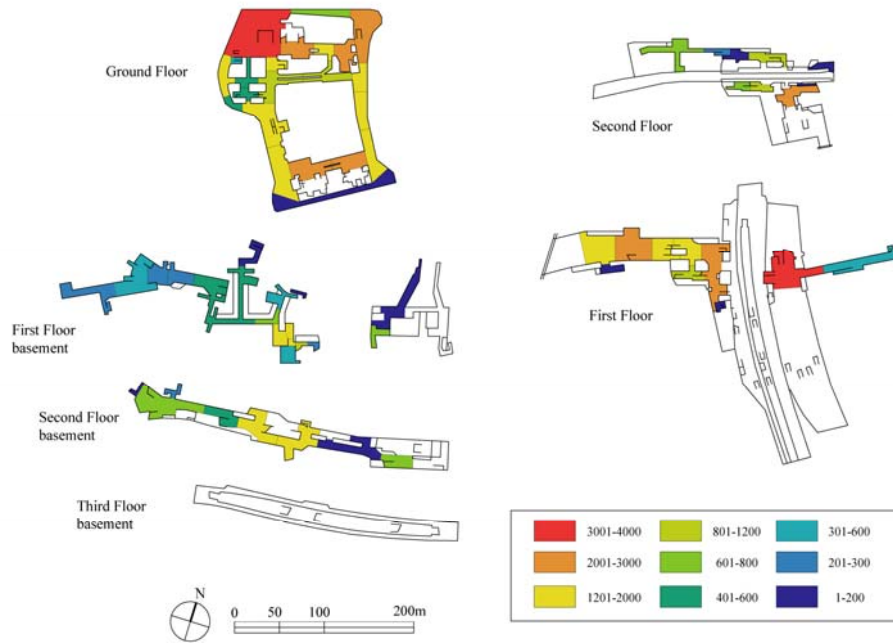 Ground Floor
Second Floor
First Floor
basement
First Floor
Second Floor
basement
Third Floor
basement
3001-4000
801-1200
301-600
2001-3000
601-800
201-300
1201-2000
401-600
1-200
N
0
50
100
200m